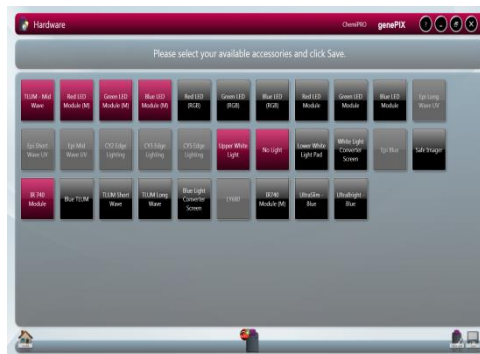 Hardware
ChemiPRO genePIX
Please select your available accessories and click Save.
TLUM - Mid Wave
Red LED Module (M)
Green LED Module (M)
Blue LED Module (M)
Red LED (RGB)
Green LED (RGB)
Blue LED (RGB)
Red LED Module
Green LED Module
Blue LED Module
Epi Long Wave UV
Epi Short Wave UV
Epi Mid Wave UV
CY2 Edge Lighting
CY3 Edge Lighting
CY5 Edge Lighting
Upper White Light
No Light
Lower White Light Pad
White Light Converter Screen
Epi Blue
Safe Imager
IR 740 Module
Blue TLUM
TLUM Short Wave
TLUM Long Wave
Blue Light Converter Screen
IR740 Module (M)
UltraSlim - Blue
UltraBright - Blue